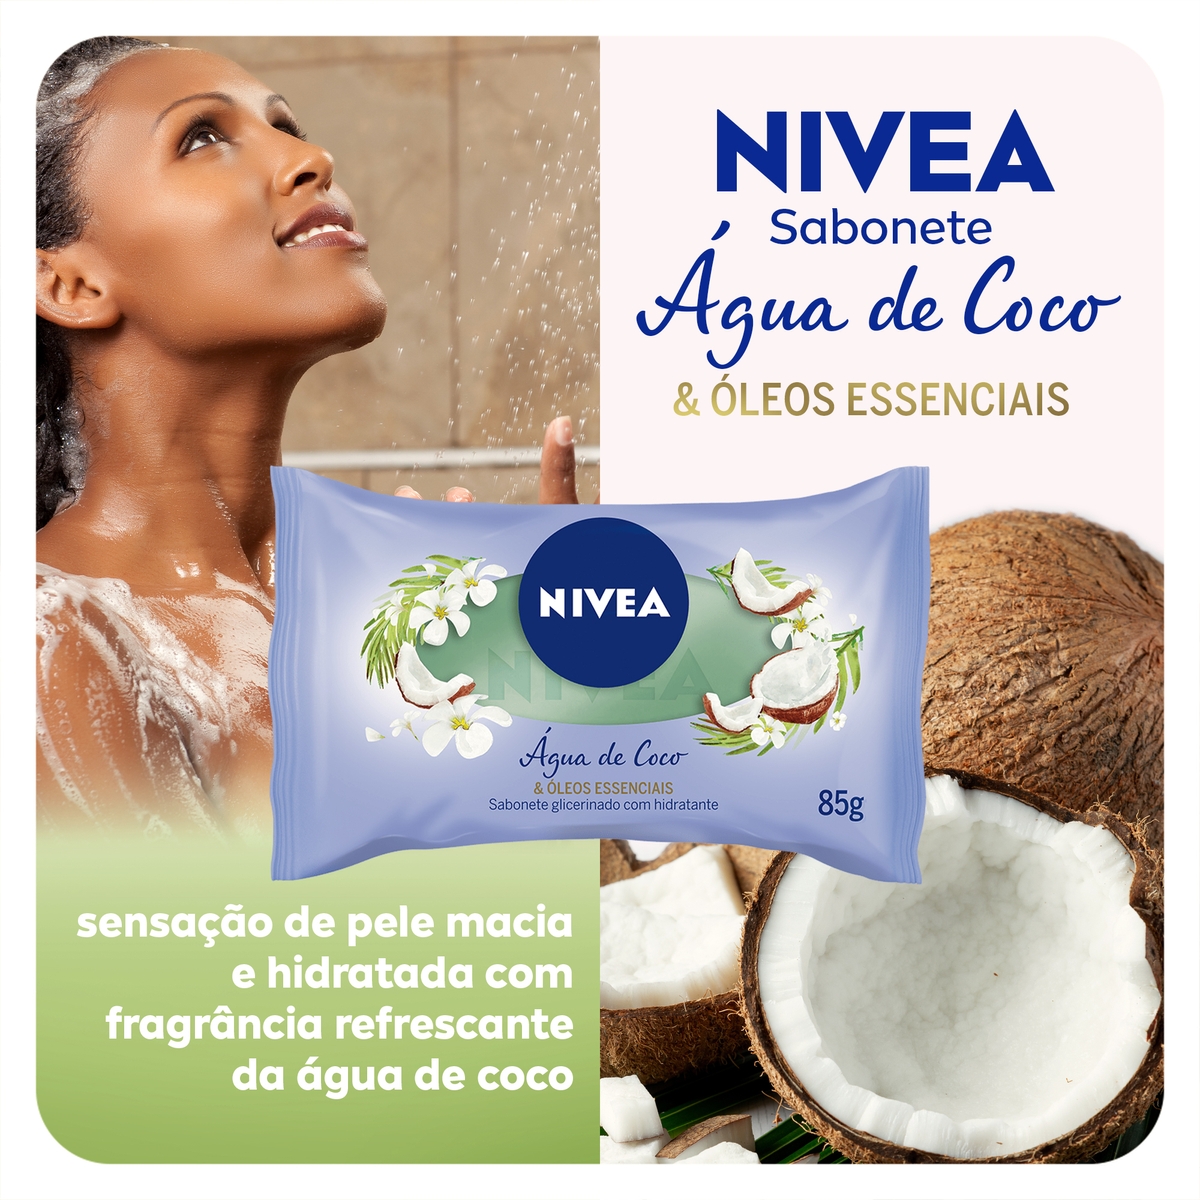 NIVEA
Sabonete
Água de Coco
& ÓLEOS ESSENCIAIS
NIVEA
NIVEA
Água de Coco
& ÓLEOS ESSENCIAIS
Sabonete glicerinado com hidratante
85g
sensação de pele macia
e hidratada com
fragrância refrescante
da água de coco